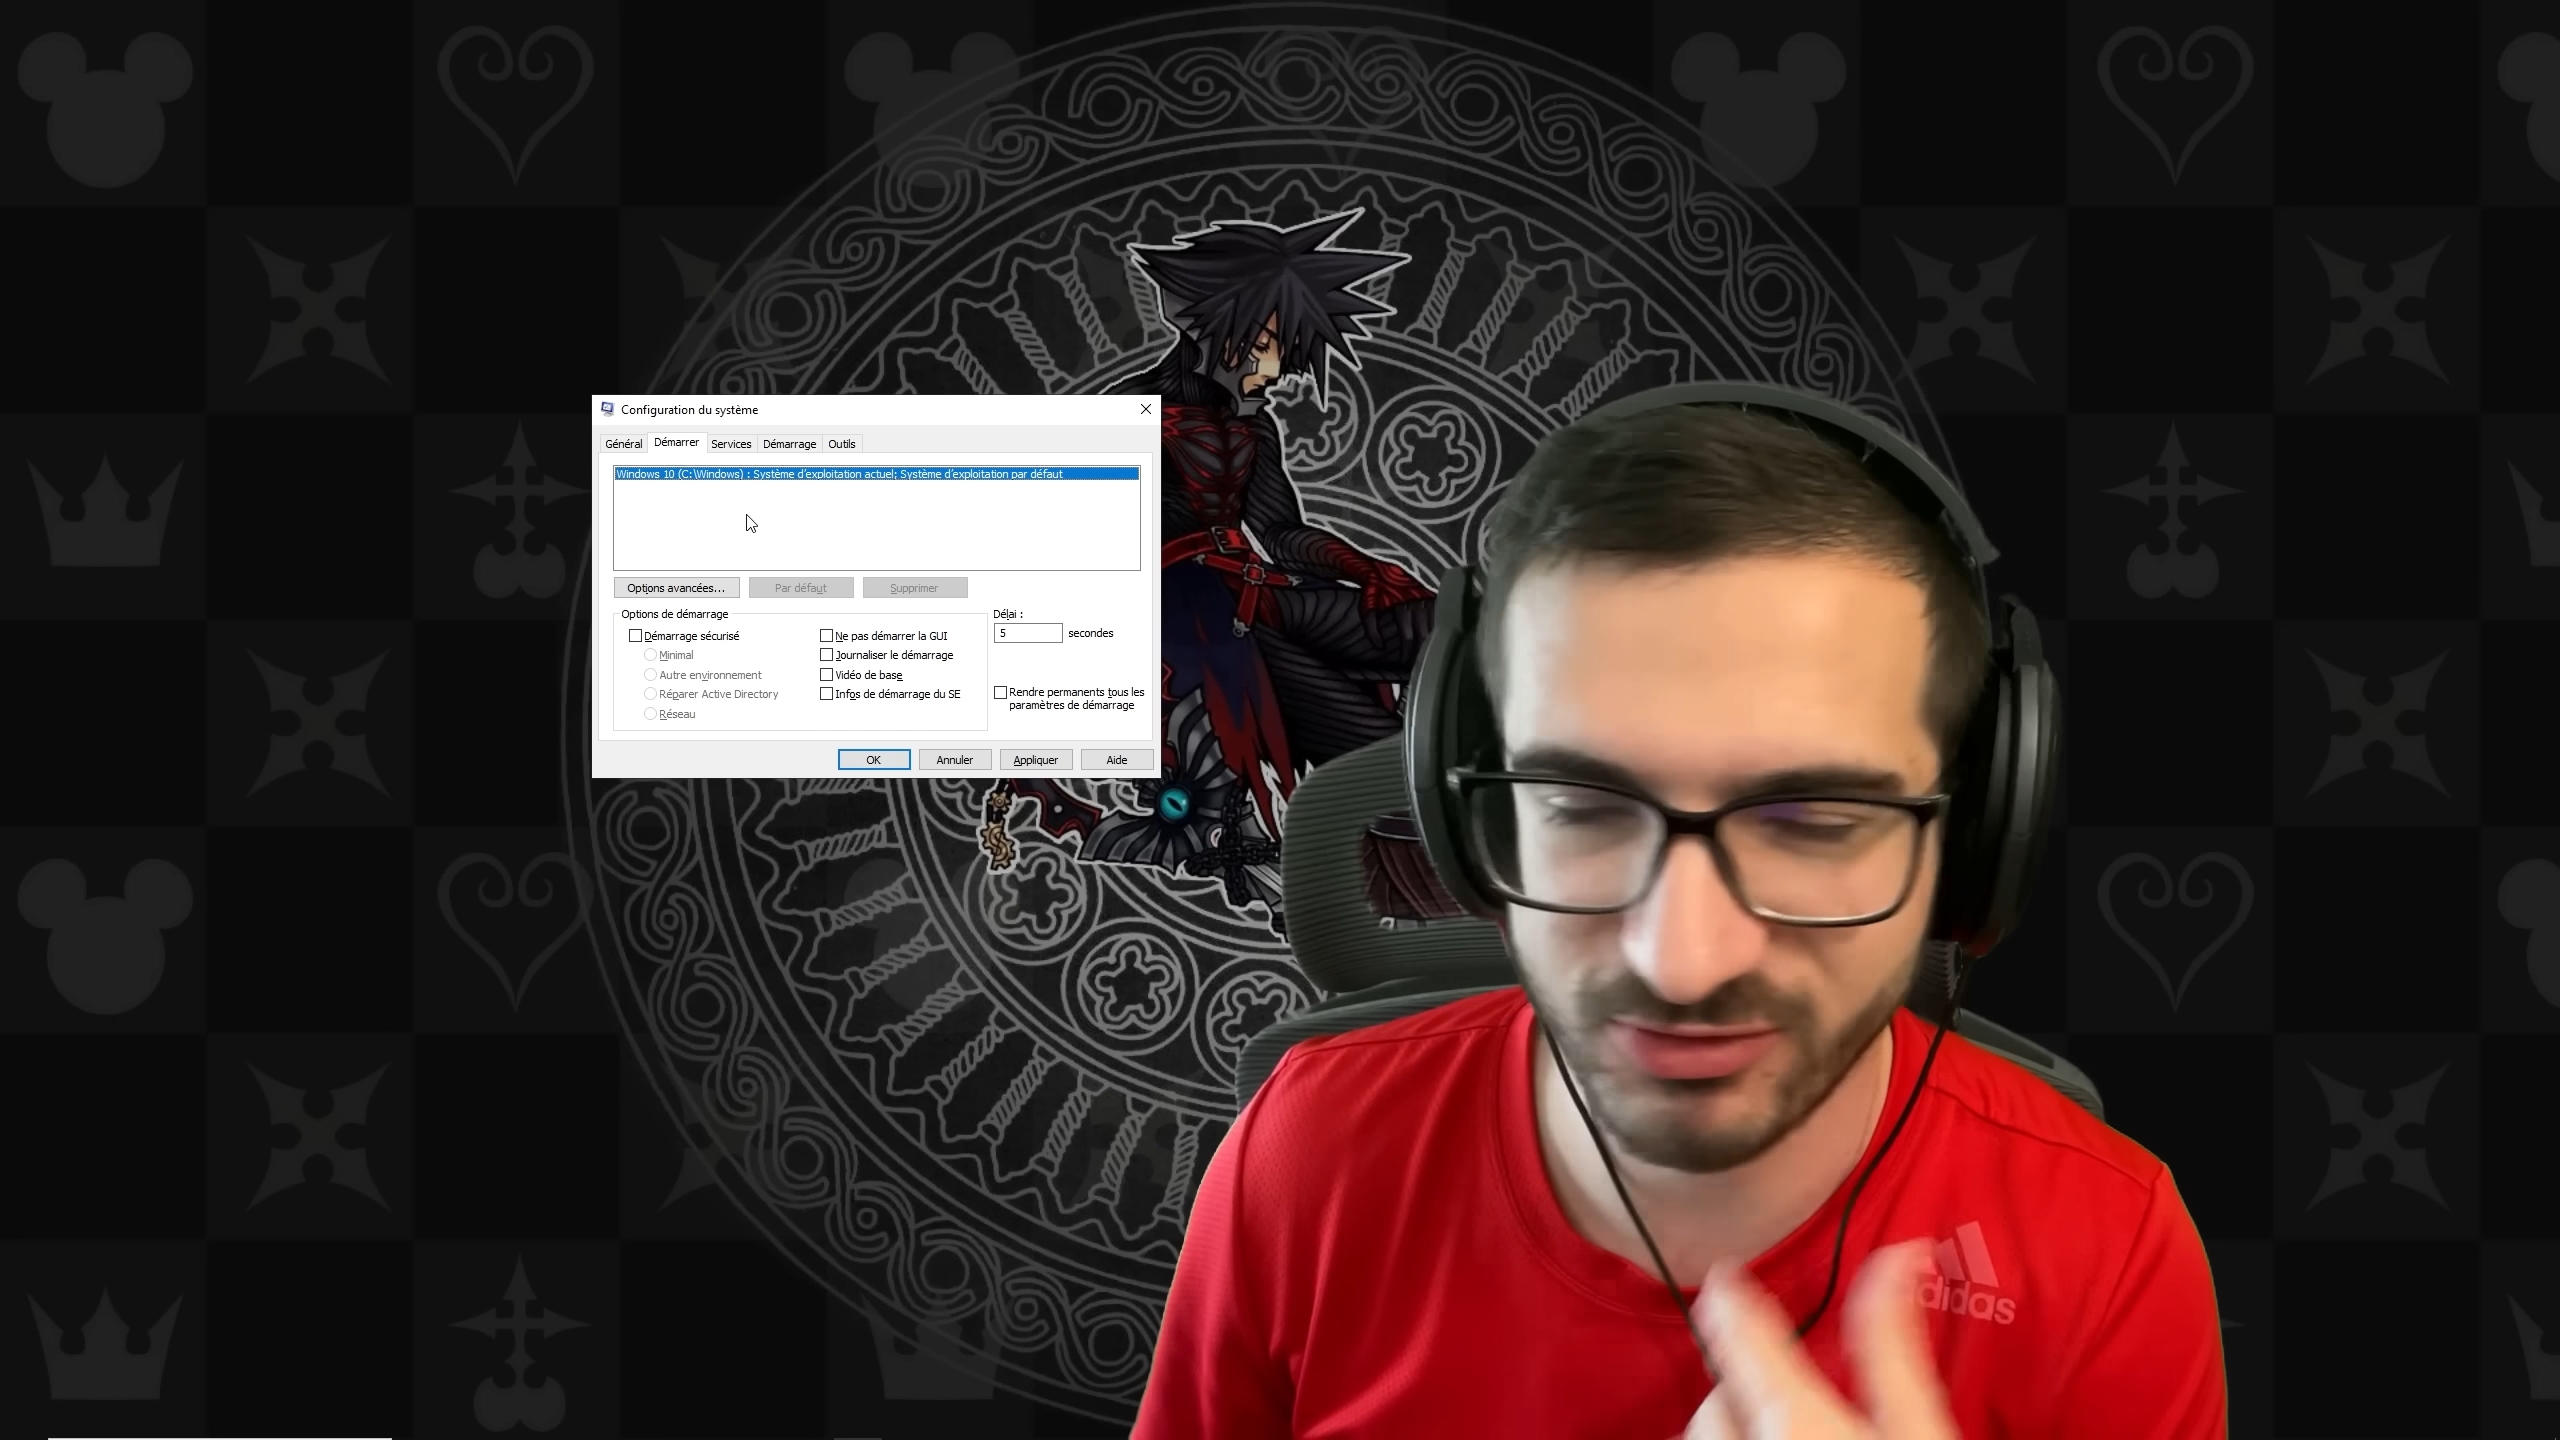 Configuration du système
Général Démarrer Services Démarrage Outils
Windows 10 (C:\Windows) : Système d'exploitation actuel; Système d'exploitation par défaut
Options avancées... Par défaut Supprimer
Options de démarrage
Démarrage sécurisé
Minimal
Autre environnement
Réparer Active Directory
Réseau
Ne pas démarrer la GUI
Journaliser le démarrage
Vidéo de base
Infos de démarrage du SE
Délai :
5 secondes
Rendre permanents tous les
paramètres de démarrage
OK Annuler Appliquer Aide
adidas